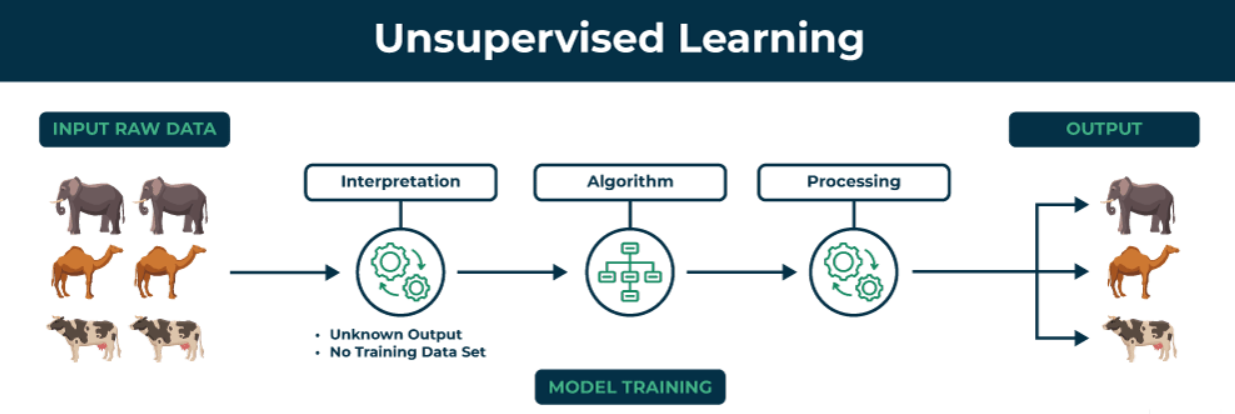 Unsupervised Learning
INPUT RAW DATA
OUTPUT
Interpretation
Algorithm
Processing
• Unknown Output
• No Training Data Set
MODEL TRAINING